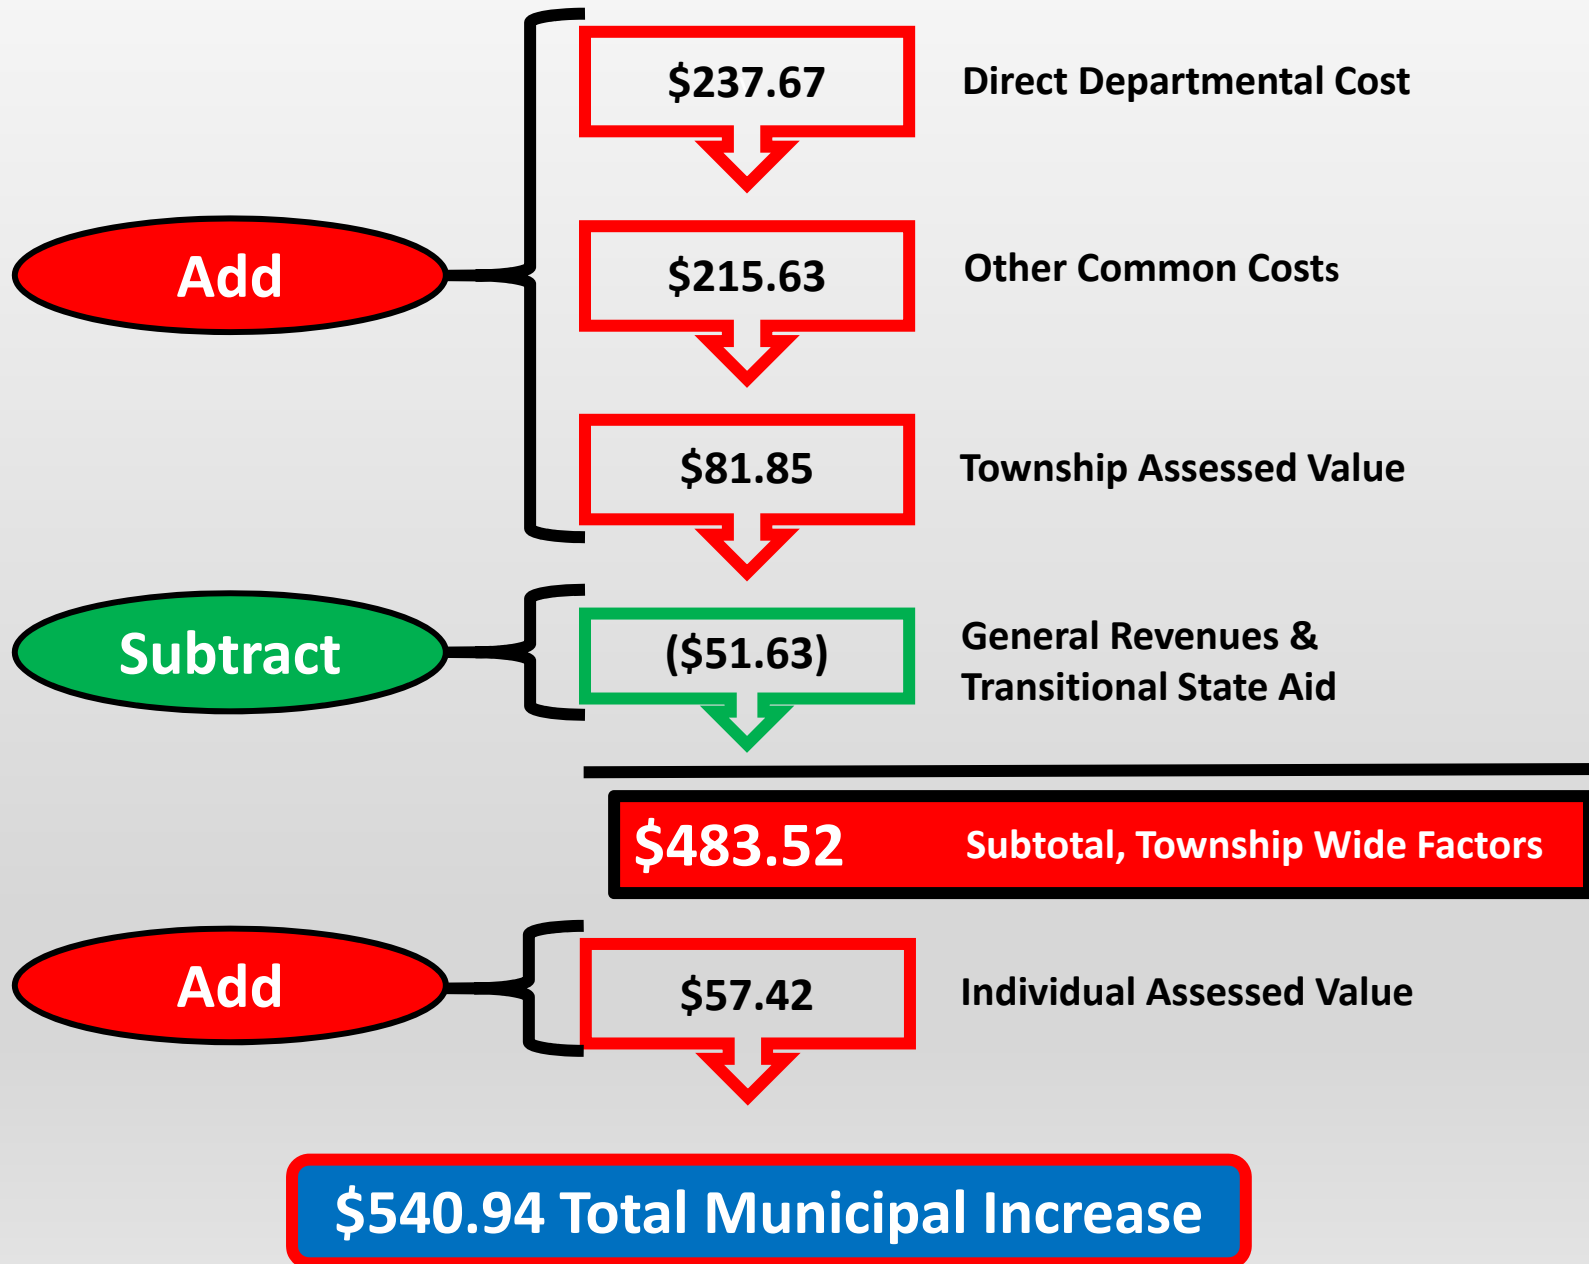 $237.67 Direct Departmental Cost
Add
$215.63 Other Common Costs
$81.85 Township Assessed Value
Subtract
($51.63)
General Revenues &
Transitional State Aid
$483.52 Subtotal, Township Wide Factors
Add
$57.42 Individual Assessed Value
$540.94 Total Municipal Increase